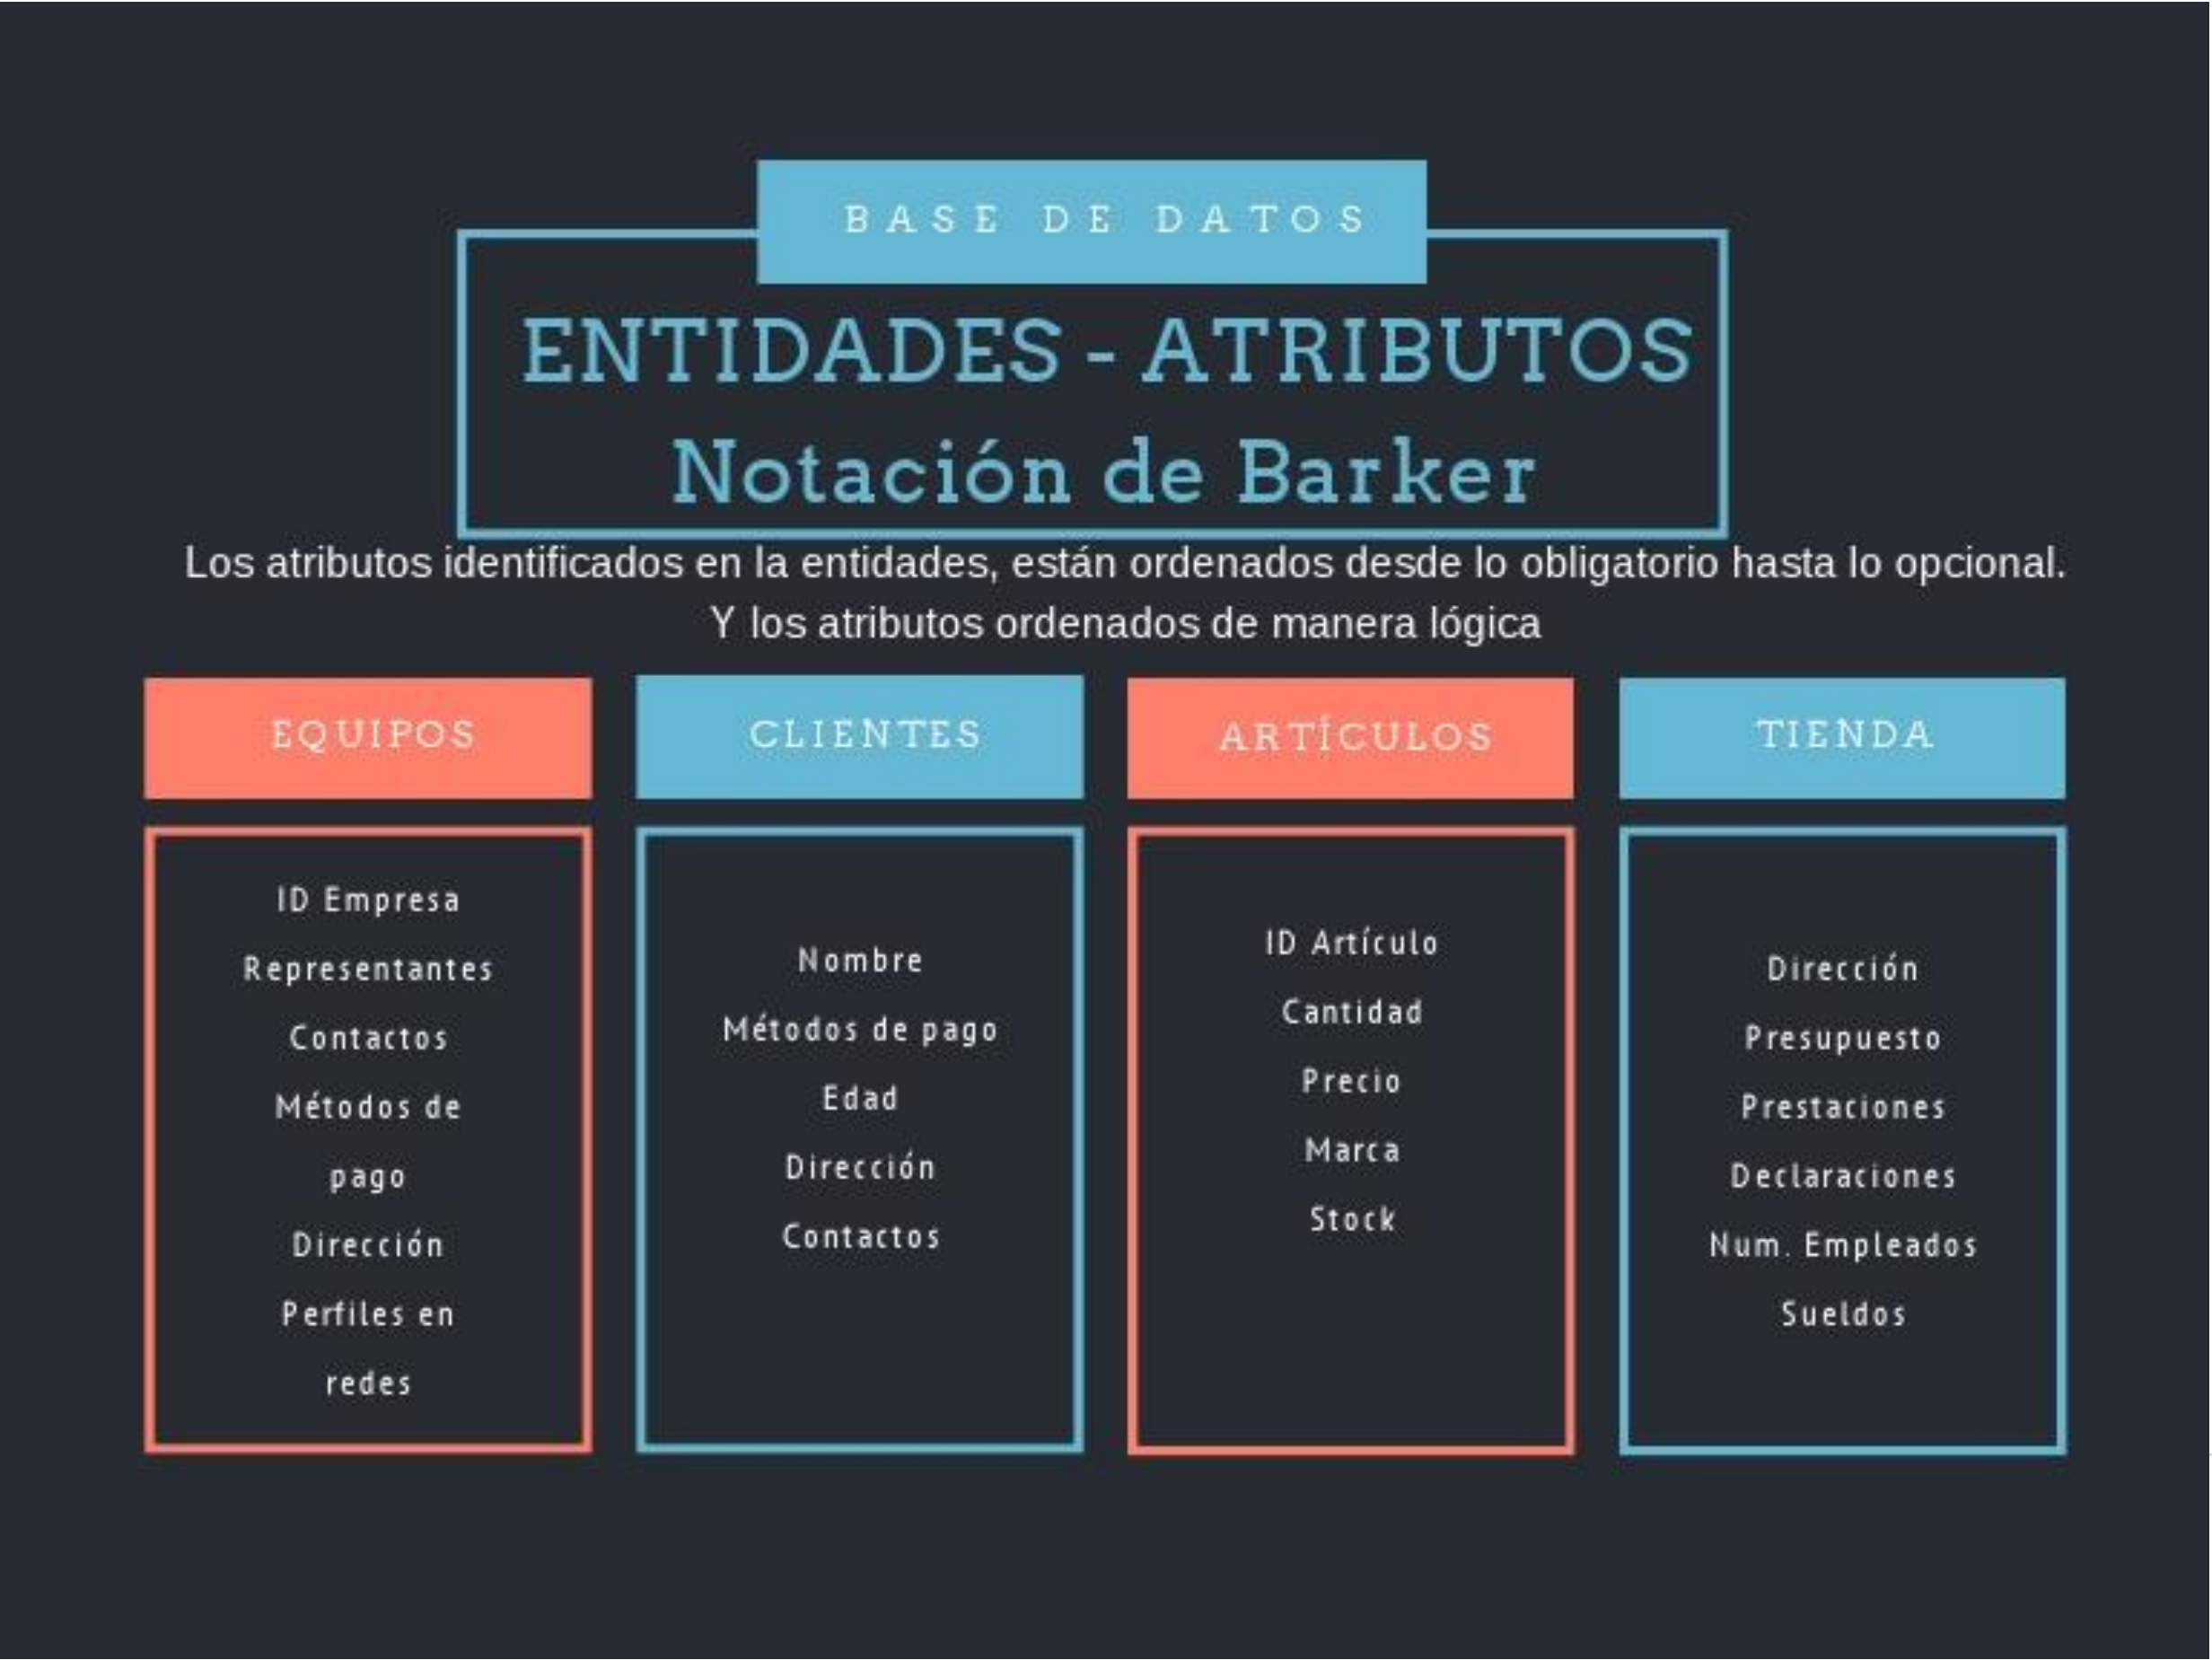 BASE DE DATOS
ENTIDADES - ATRIBUTOS
Notación de Barker
Los atributos identificados en la entidades, están ordenados desde lo obligatorio hasta lo opcional.
Y los atributos ordenados de manera lógica
EQUIPOS
ID Empresa
Representantes
Contactos
Métodos de
pago
Dirección
Perfiles en
redes
CLIENTES
Nombre
Métodos de pago
Edad
Dirección
Contactos
ARTÍCULOS
ID Artículo
Cantidad
Precio
Marca
Stock
TIENDA
Dirección
Presupuesto
Prestaciones
Declaraciones
Num. Empleados
Sueldos